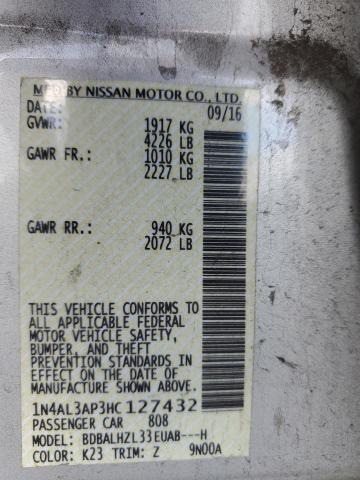 MFD BY NISSAN MOTOR CO., LTD.
DATE: 09/16
GVWR: 1917 KG
4226 LB
GAWR FR.: 1010 KG
2227 LB
GAWR RR.: 940 KG
2072 LB
THIS VEHICLE CONFORMS TO
ALL APPLICABLE FEDERAL
MOTOR VEHICLE SAFETY,
BUMPER, AND THEFT
PREVENTION STANDARDS IN
EFFECT ON THE DATE OF
MANUFACTURE SHOWN ABOVE.
1N4AL3AP3HC127432
PASSENGER CAR 808
MODEL: BDBALHZL33EUAB---H
COLOR: K23 TRIM: Z 9N00A